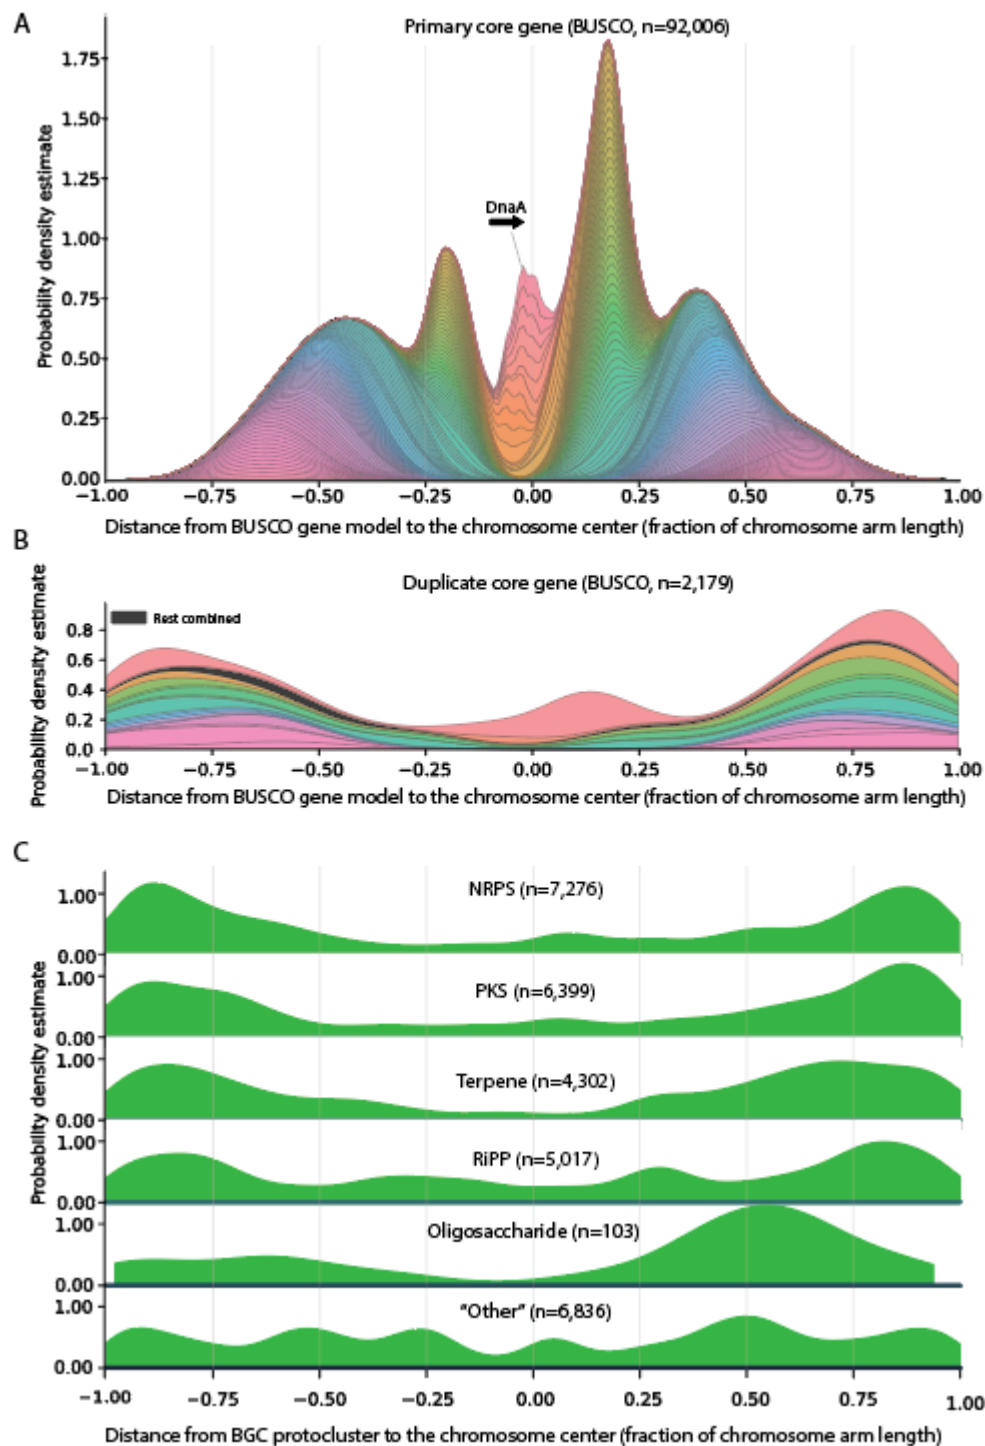 A
Primary core gene (BUSCO, n=92,006)
Probability density estimate
1.75
1.50
1.25
1.00
0.75
0.50
0.25
0.00
DnaA
−1.00 −0.75 −0.50 −0.25 0.00 0.25 0.50 0.75 1.00
Distance from BUSCO gene model to the chromosome center (fraction of chromosome arm length)
B
Duplicate core gene (BUSCO, n=2,179)
Probability density estimate
Rest combined
0.8
0.6
0.4
0.2
0.0
−1.00 −0.75 −0.50 −0.25 0.00 0.25 0.50 0.75 1.00
Distance from BUSCO gene model to the chromosome center (fraction of chromosome arm length)
C
Probability density estimate
NRPS (n=7,276)
1.00
0.00
PKS (n=6,399)
1.00
0.00
Terpene (n=4,302)
1.00
0.00
RiPP (n=5,017)
1.00
0.00
Oligosaccharide (n=103)
1.00
0.00
"Other" (n=6,836)
1.00
0.00
−1.00 −0.75 −0.50 −0.25 0.00 0.25 0.50 0.75 1.00
Distance from BGC protocluster to the chromosome center (fraction of chromosome arm length)